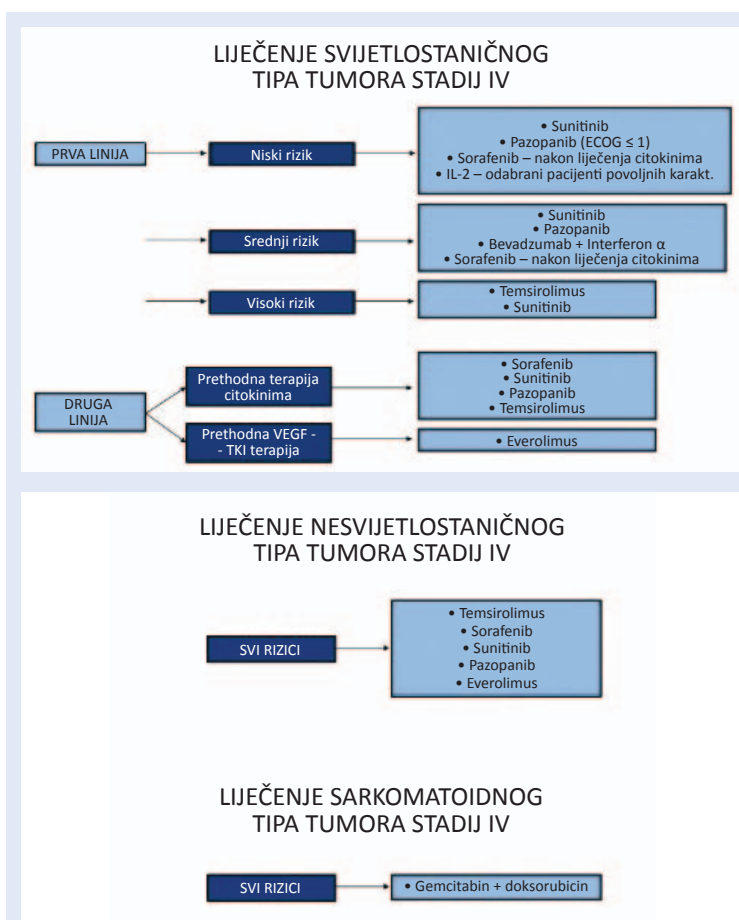 LIJEČENJE SVIJETLOSTANIČNOG
TIPA TUMORA STADIJ IV
PRVA LINIJA
Niski rizik
• Sunitinib
• Pazopanib (ECOG ≤ 1)
• Sorafenib – nakon liječenja citokinima
• IL-2 – odabrani pacijenti povoljnih karakt.
Srednji rizik
• Sunitinib
• Pazopanib
• Bevadzumab + Interferon α
• Sorafenib – nakon liječenja citokinima
Visoki rizik
• Temsirolimus
• Sunitinib
DRUGA
LINIJA
Prethodna terapija
citokinima
• Sorafenib
• Sunitinib
• Pazopanib
• Temsirolimus
Prethodna VEGF -
- TKI terapija
• Everolimus
LIJEČENJE NESVIJETLOSTANIČNOG
TIPA TUMORA STADIJ IV
SVI RIZICI
• Temsirolimus
• Sorafenib
• Sunitinib
• Pazopanib
• Everolimus
LIJEČENJE SARKOMATOIDNOG
TIPA TUMORA STADIJ IV
SVI RIZICI
• Gemcitabin + doksorubicin